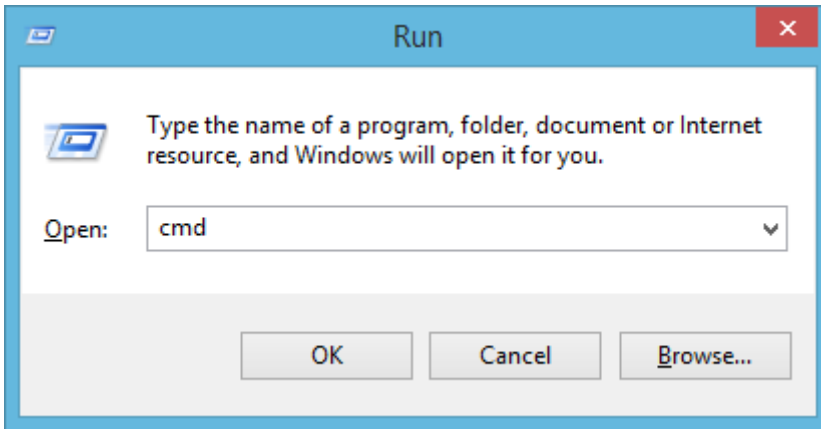 Run
Type the name of a program, folder, document or Internet
resource, and Windows will open it for you.
Open: cmd
OK Cancel Browse...